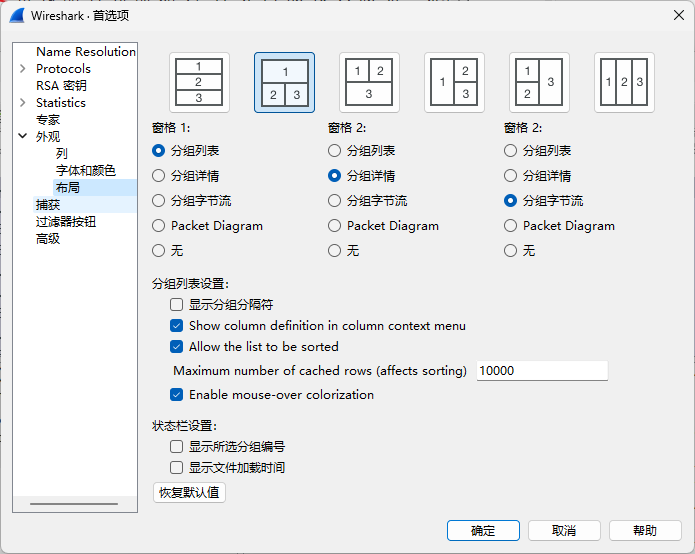 Wireshark · 首选项
Name Resolution
Protocols
RSA 密钥
Statistics
专家
外观
列
字体和颜色
布局
捕获
过滤器按钮
高级
1 2 3
1 2 3
1 2 3
1 2 3
1 2 3
1 2 3
窗格 1: 窗格 2: 窗格 2:
分组列表 分组列表 分组列表
分组详情 分组详情 分组详情
分组字节流 分组字节流 分组字节流
Packet Diagram Packet Diagram Packet Diagram
无 无 无
分组列表设置:
显示分组分隔符
Show column definition in column context menu
Allow the list to be sorted
Maximum number of cached rows (affects sorting) 10000
Enable mouse-over colorization
状态栏设置:
显示所选分组编号
显示文件加载时间
恢复默认值
确定 取消 帮助